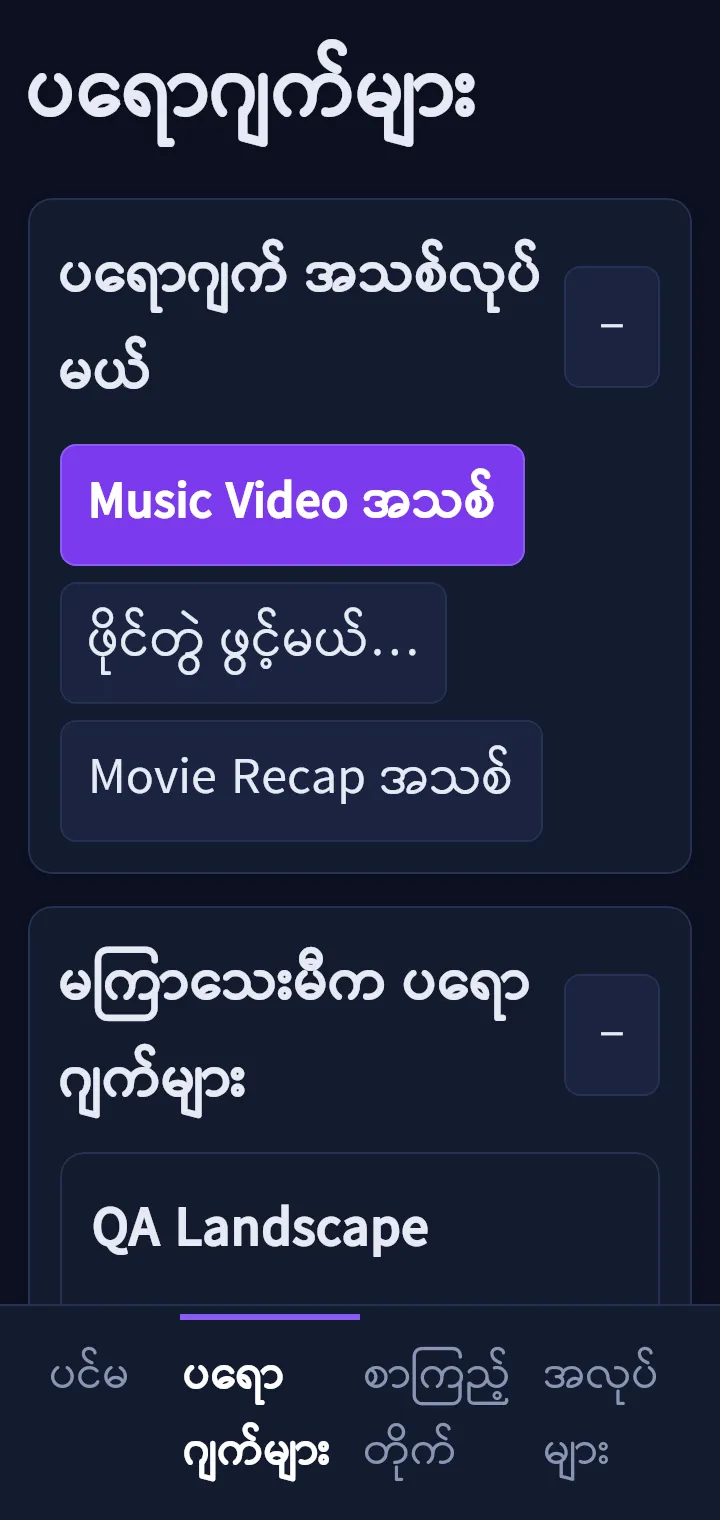 ပရောဂျက်များ
ပရောဂျက် အသစ်လုပ်
မယ်
–
Music Video အသစ်
ဖိုင်တွဲ ဖွင့်မယ်…
Movie Recap အသစ်
မကြာသေးမီက ပရော
ဂျက်များ
–
QA Landscape
ပင်မ
ပရော
ဂျက်များ
စာကြည့်
တိုက်
အလုပ်
များ